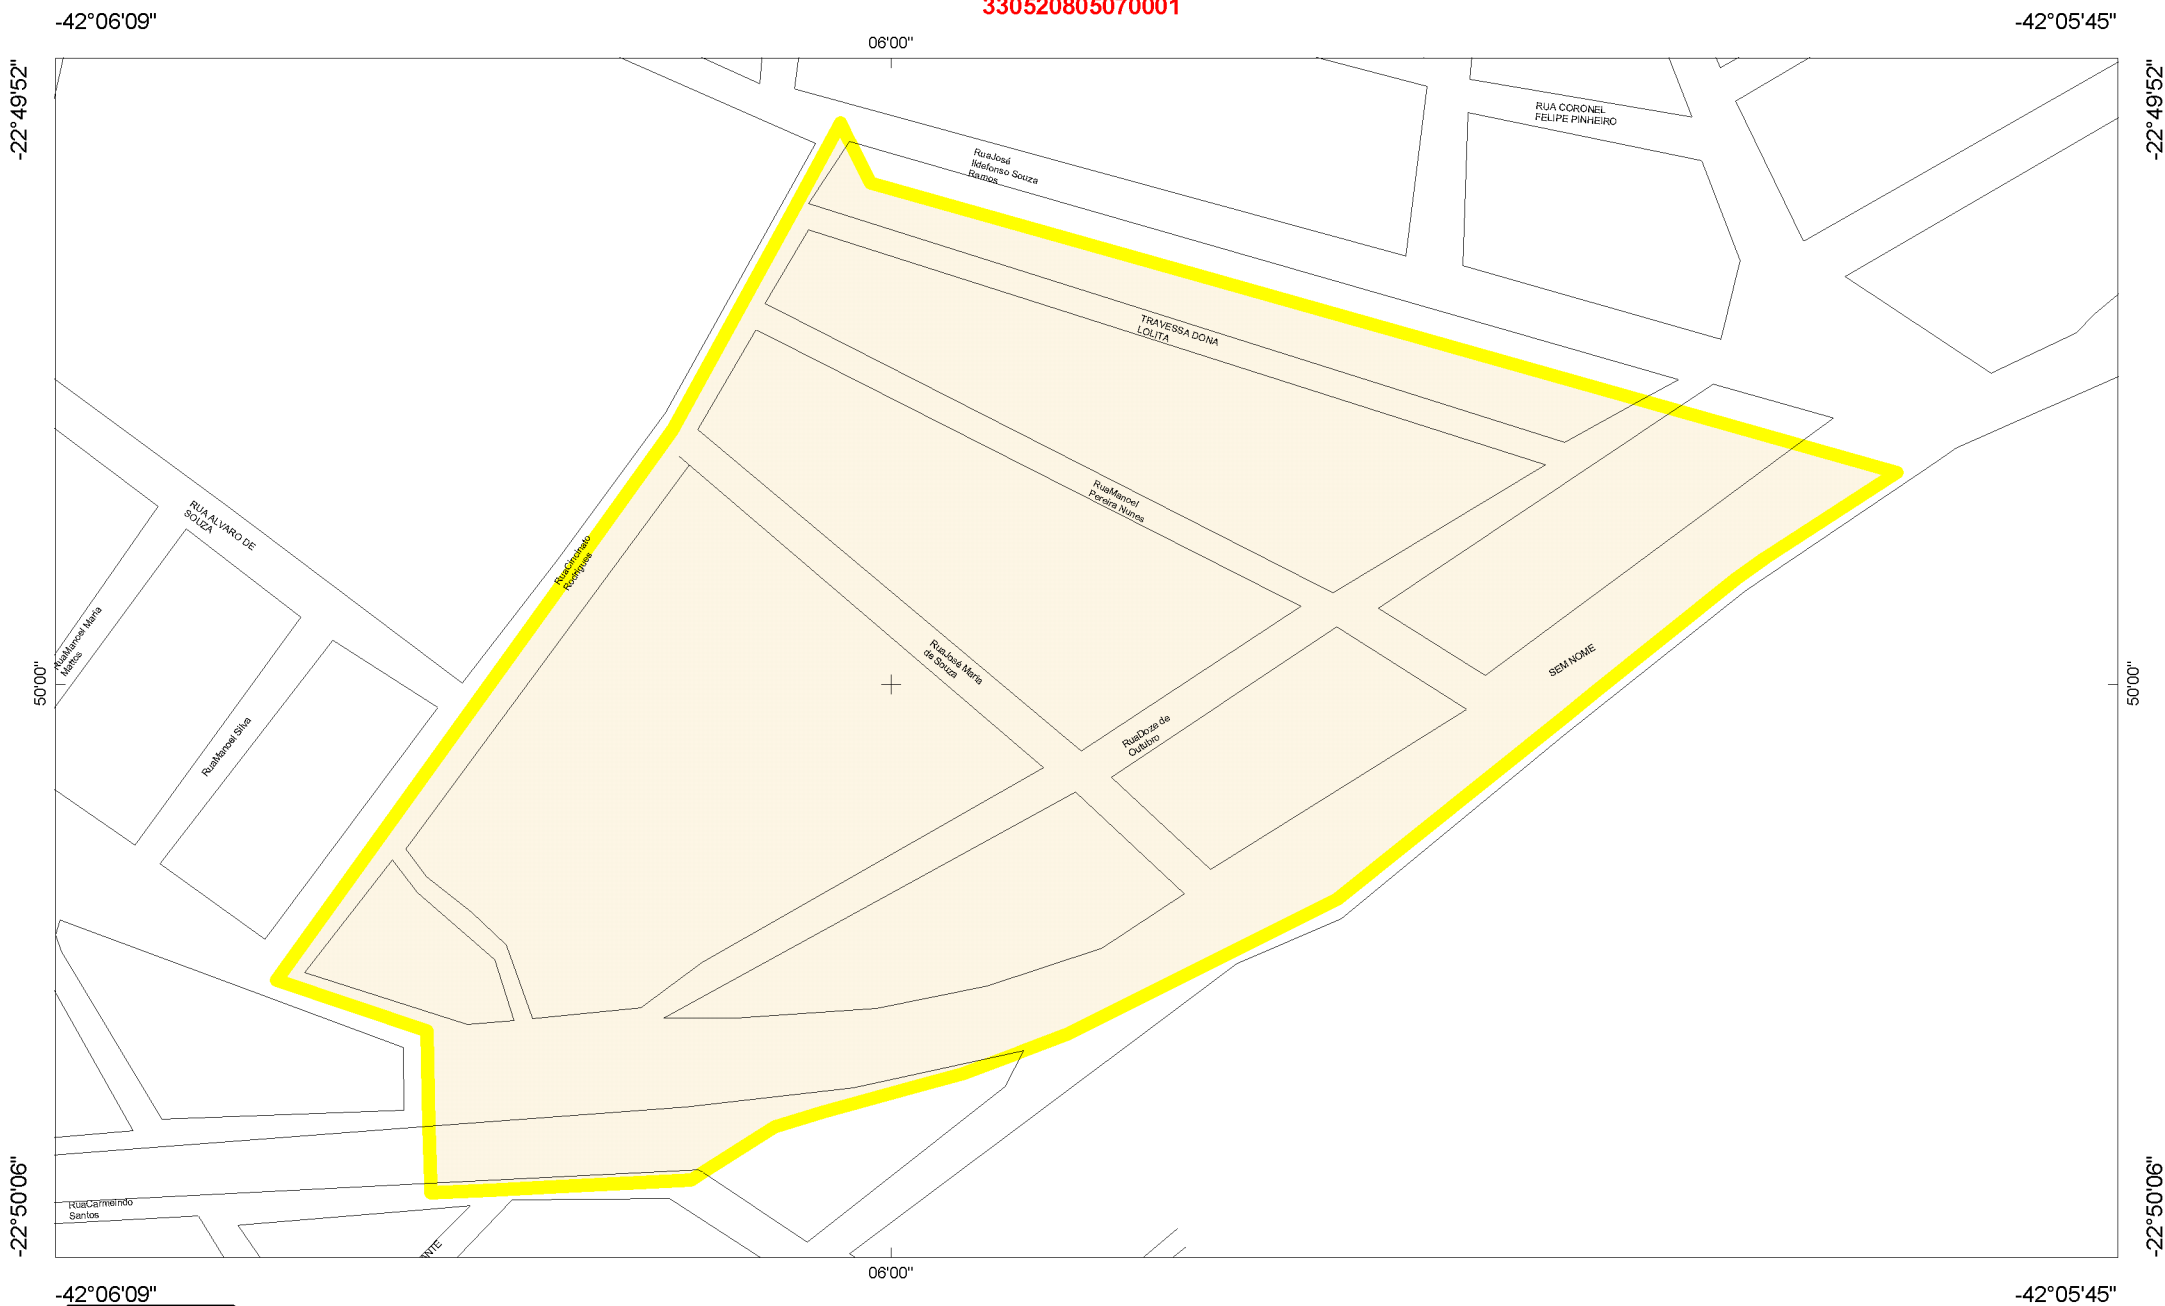 330520805070001
-42°06'09"
-42°05'45"
06'00"
-22°49'52"
-22°49'52"
RUA CORONEL
FELIPE PINHEIRO
RuaJosé
Ildefonso Souza
Ramos
TRAVESSA DONA
LOLITA
RuaManoel
Pereira Nunes
RUA ALVARO DE
SOUZA
RuaCincinato
Rodrigues
RuaManoel Maria
Mattos
RuaJosé Maria
de Souza
SEM NOME
50'00"
50'00"
RuaManoel Silva
RuaDoze de
Outubro
-22°50'06"
-22°50'06"
RuaCarmelndo
Santos
ANTE
06'00"
-42°06'09"
-42°05'45"